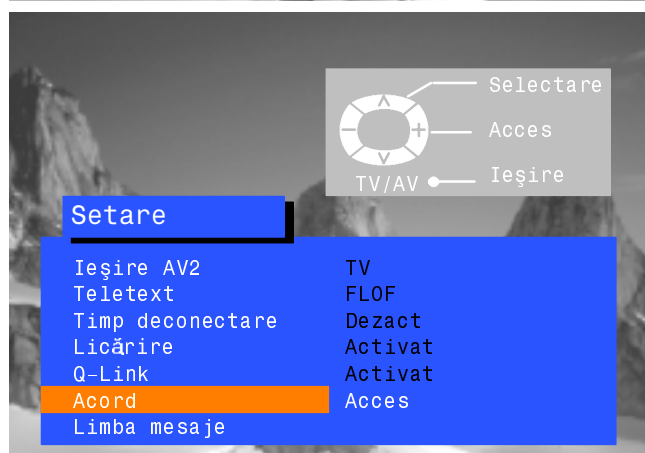 Selectare
Acces
TV/AV Ieşire
Setare
Ieşire AV2 TV
Teletext FLOF
Timp deconectare Dezact
Licărire Activat
Q-Link Activat
Acord Acces
Limba mesaje